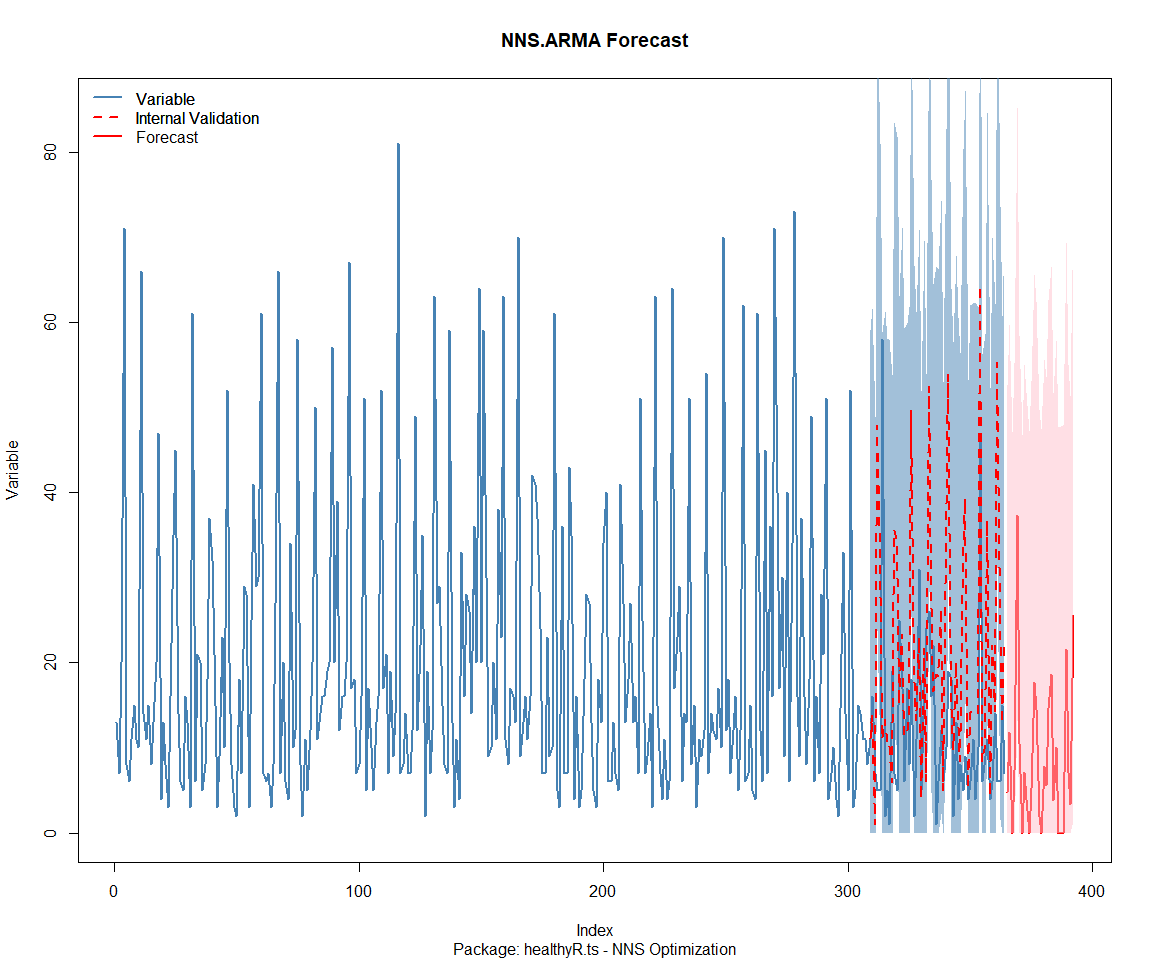 NNS.ARMA Forecast
Variable
Internal Validation
Forecast
80
60
40
20
0
Variable
0
100
200
300
400
Index
Package: healthyR.ts - NNS Optimization